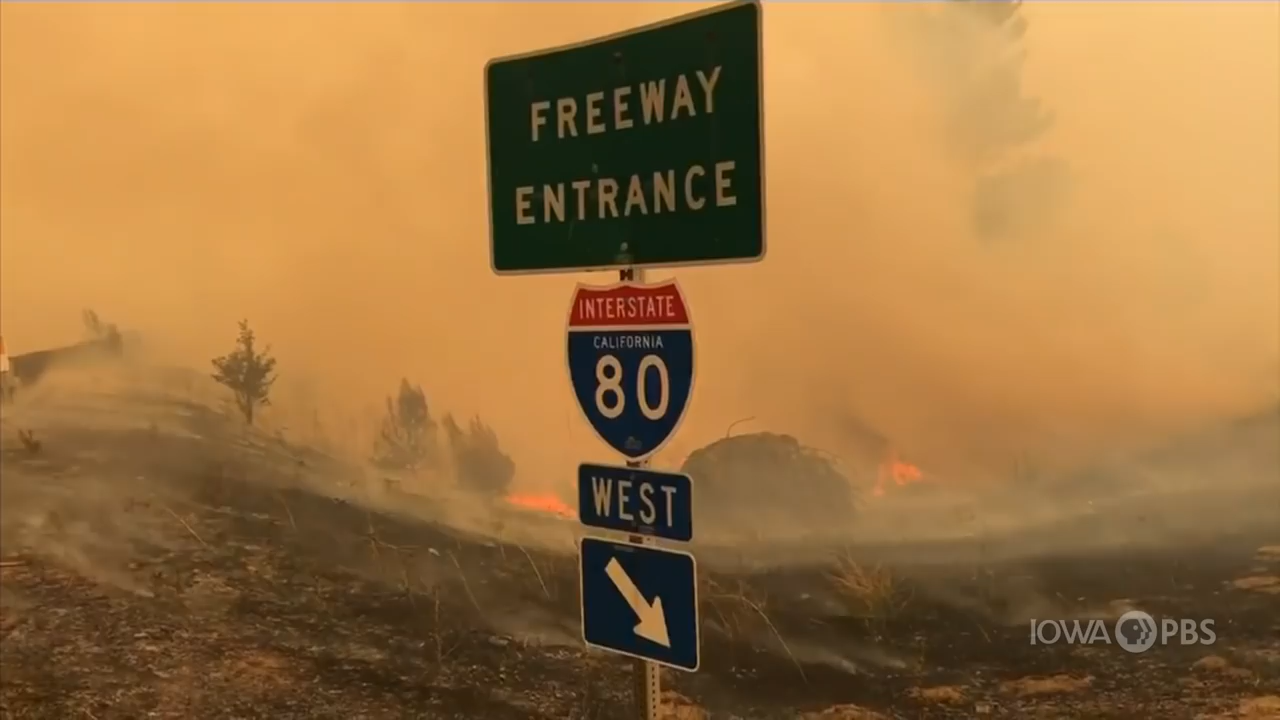 FREEWAY
ENTRANCE
INTERSTATE
CALIFORNIA
80
WEST
IOWA PBS